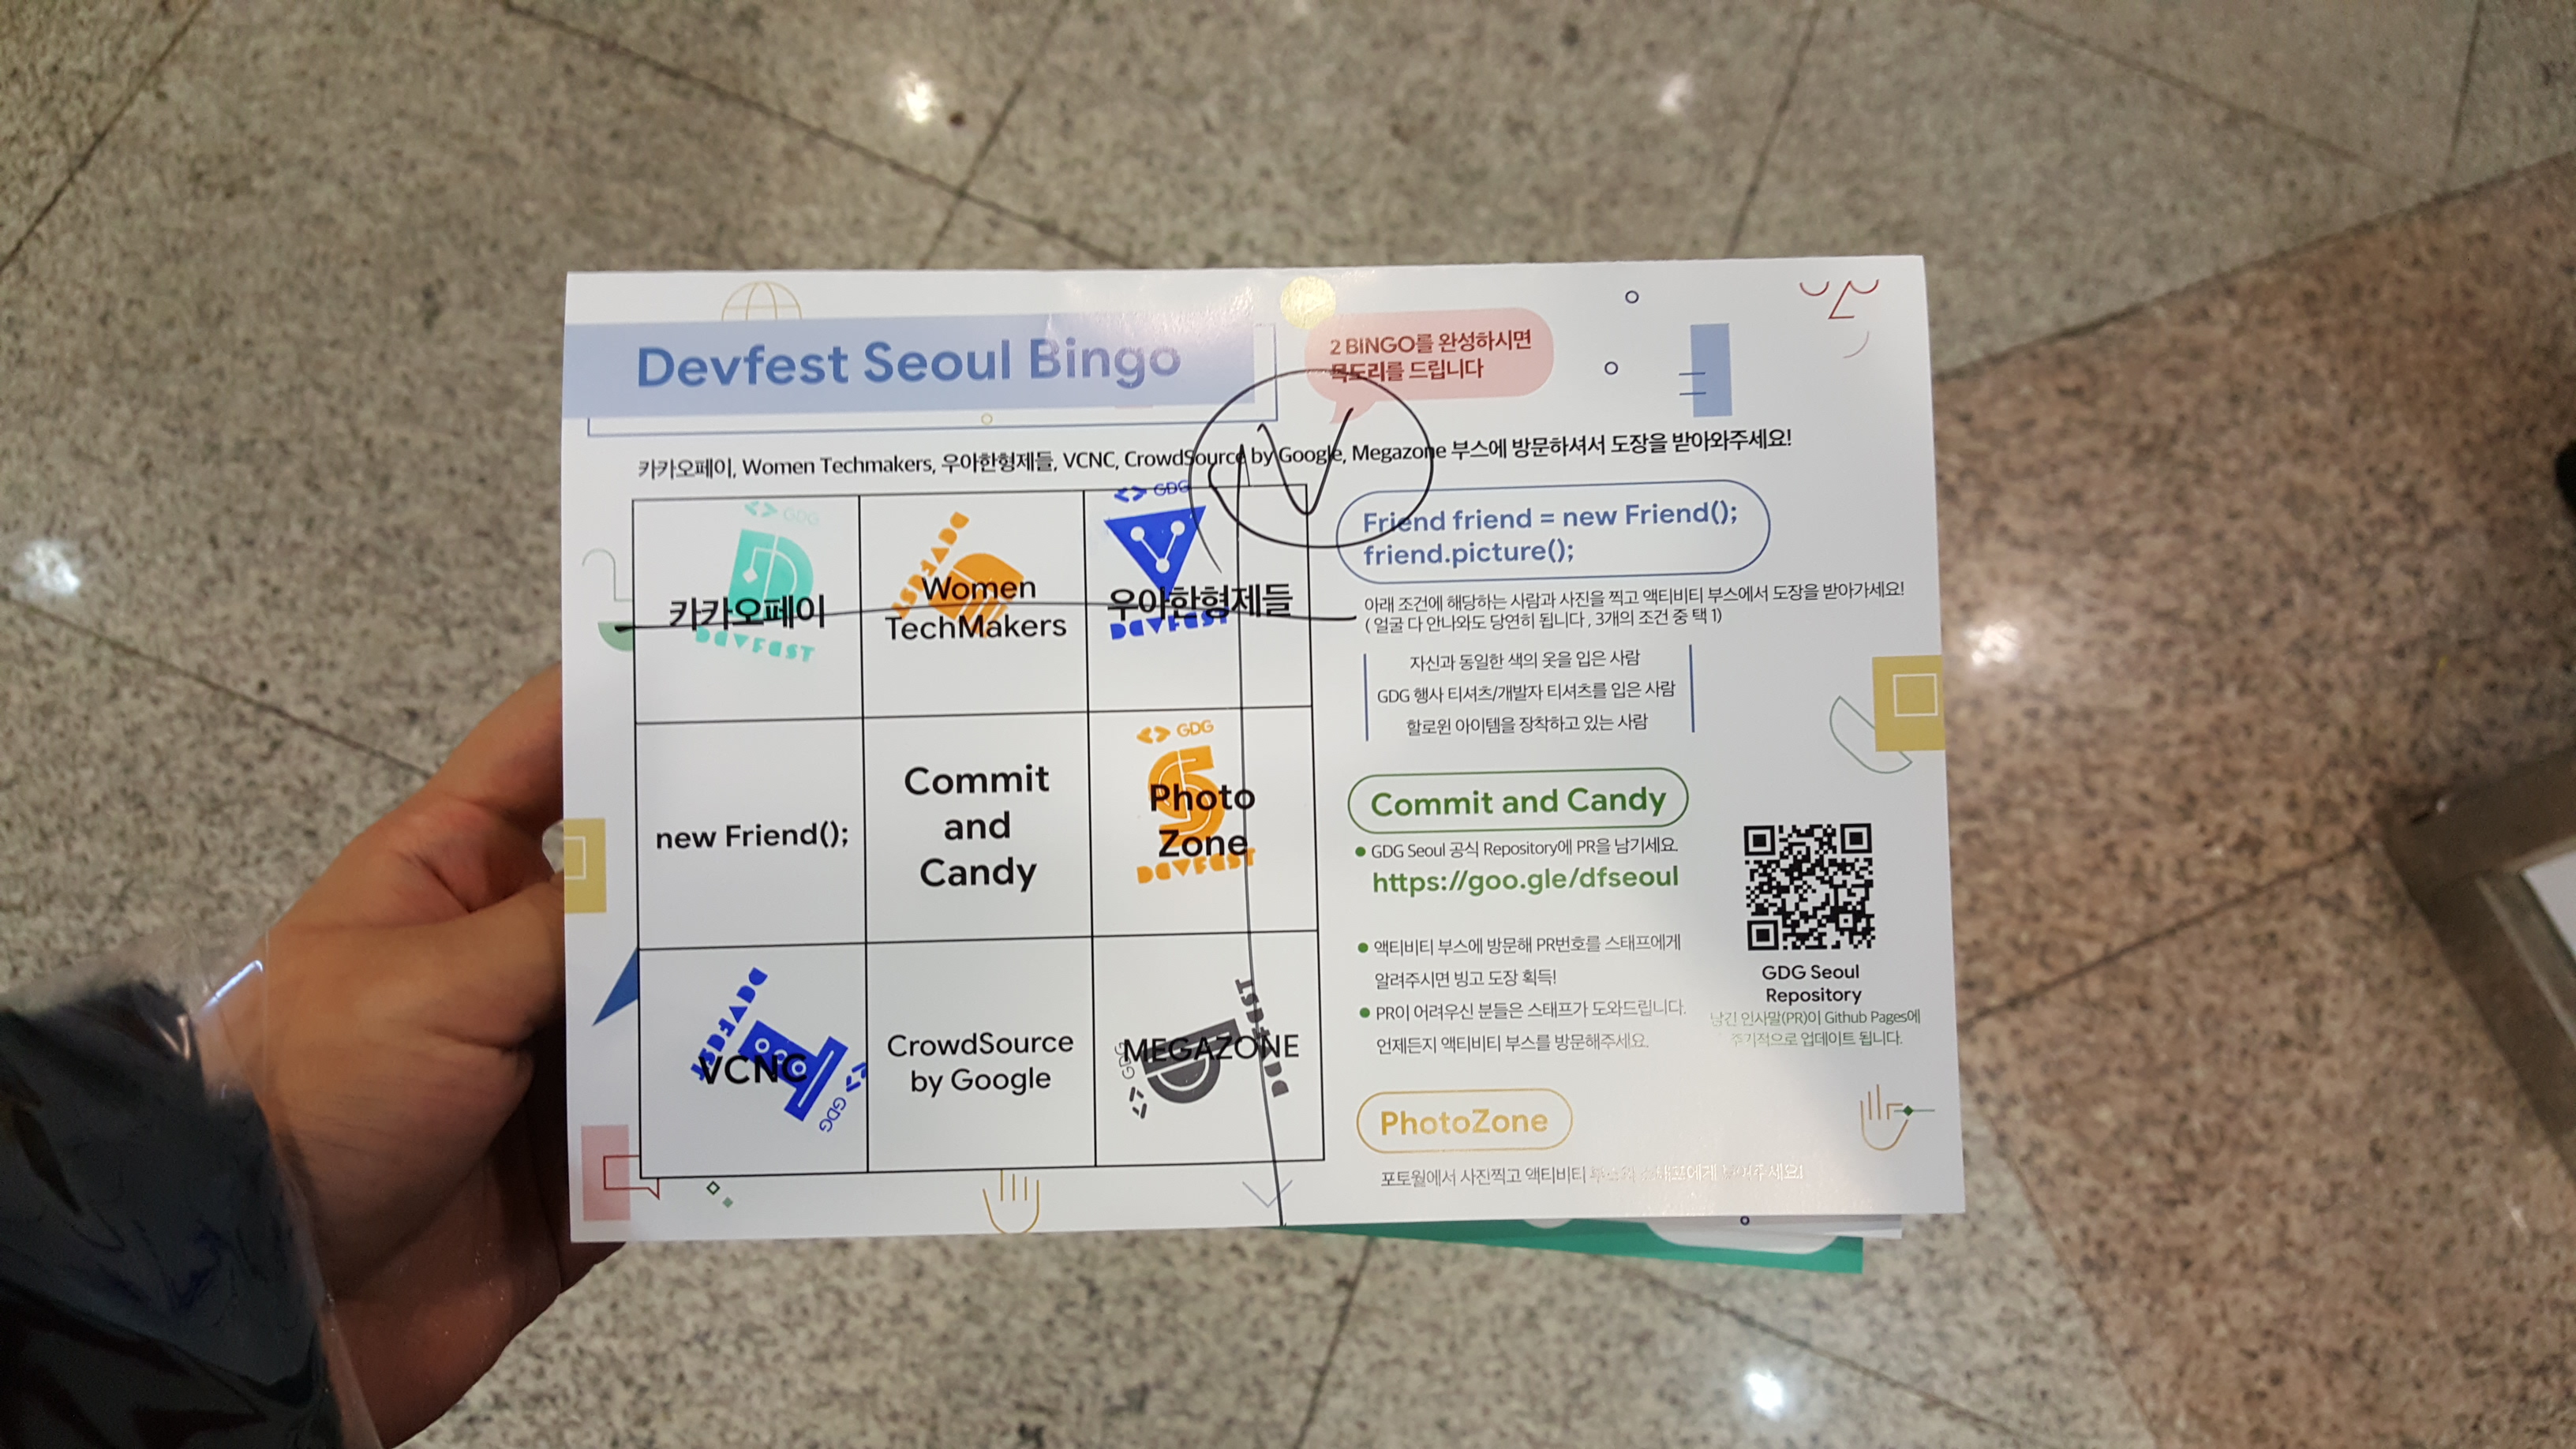 Devfest Seoul Bingo
2 BINGO를 완성하시면
목도리를 드립니다
카카오페이, Women Techmakers, 우아한형제들, VCNC, CrowdSource by Google, Megazone 부스에 방문하셔서 도장을 받아와주세요!
<> GDG
카카오페이
DEVFEST
DEVFEST
Women
TechMakers
<> GDG
우아한형제들
DEVFEST
new Friend();
Commit
and
Candy
<> GDG
Photo
Zone
DEVFEST
DEVFEST
VCNC
<> GDG
CrowdSource
by Google
DEVFEST
MEGAZONE
<> GDG
Friend friend = new Friend();
friend.picture();
아래 조건에 해당하는 사람과 사진을 찍고 액티비티 부스에서 도장을 받아가세요!
( 얼굴 다 안나와도 당연히 됩니다 , 3개의 조건 중 택 1)
자신과 동일한 색의 옷을 입은 사람
GDG 행사 티셔츠/개발자 티셔츠를 입은 사람
할로윈 아이템을 장착하고 있는 사람
Commit and Candy
● GDG Seoul 공식 Repository에 PR을 남기세요.
https://goo.gle/dfseoul
● 액티비티 부스에 방문해 PR번호를 스태프에게
알려주시면 빙고 도장 획득!
● PR이 어려우신 분들은 스태프가 도와드립니다.
언제든지 액티비티 부스를 방문해주세요.
GDG Seoul
Repository
남긴 인사말(PR)이 Github Pages에
주기적으로 업데이트 됩니다.
PhotoZone
포토월에서 사진찍고 액티비티